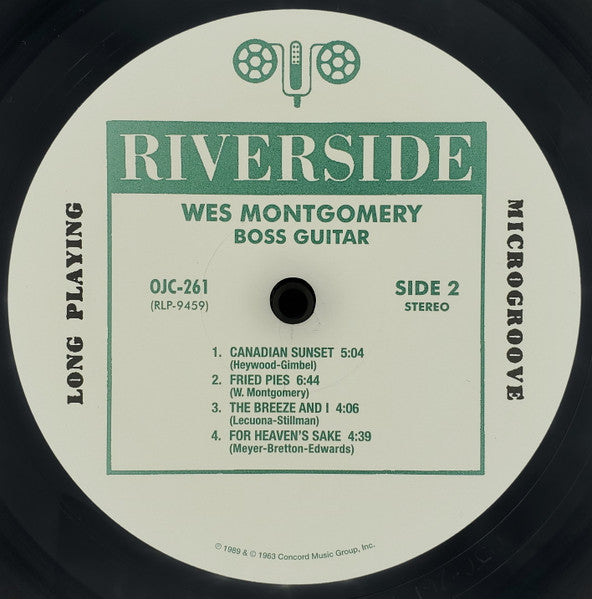 RIVERSIDE
WES MONTGOMERY
BOSS GUITAR
LONG PLAYING
MICROGROOVE
OJC-261
(RLP-9459)
SIDE 2
STEREO
1. CANADIAN SUNSET 5:04
(Heywood-Gimbel)
2. FRIED PIES 6:44
(W. Montgomery)
3. THE BREEZE AND I 4:06
(Lecuona-Stillman)
4. FOR HEAVEN'S SAKE 4:39
(Meyer-Bretton-Edwards)
℗ 1989 & © 1963 Concord Music Group, Inc.